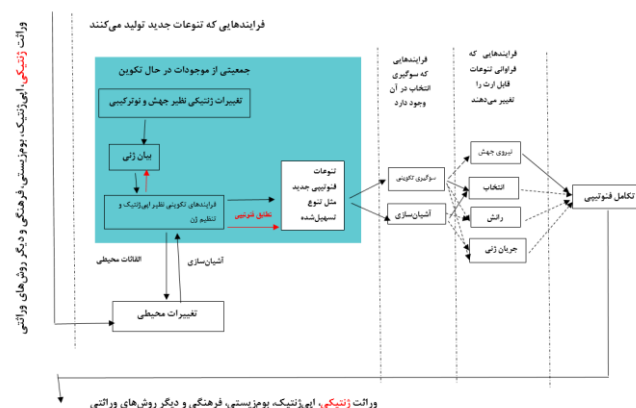 فرایندهایی که تنوعات جدید تولید می‌کنند
وراثت ژنتیکی، اپی‌ژنتیک، بوم‌زیستی، فرهنگی و دیگر روش‌های وراثتی
جمعیتی از موجودات در حال تکوین
تغییرات ژنتیکی نظیر جهش و نوترکیبی
بیان ژنی
فرایندهای تکوینی نظیر اپی‌ژنتیک و
تنظیم ژن
تطابق فنوتیپی
تنوعات
فنوتیپی جدید
مثل تنوع
تسهیل‌شده
القائات محیطی
آشیان‌سازی
تغییرات محیطی
فرایندهایی
که سوگیری
انتخاب در آن
وجود دارد
سوگیری تکوینی
آشیان‌سازی
فرایندهایی که
فراوانی تنوعات
قابل ارث را
تغییر می‌دهند
نیروی جهش
انتخاب
رانش
جریان ژنی
تکامل فنوتیپی
وراثت ژنتیکی، اپی‌ژنتیک، بوم‌زیستی، فرهنگی و دیگر روش‌های وراثتی